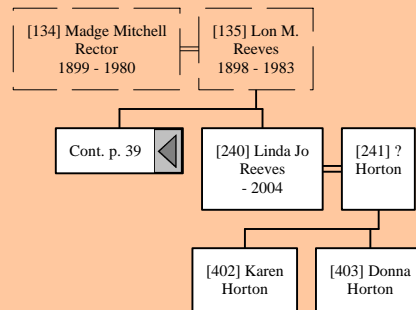 [134] Madge Mitchell
Rector
1899 - 1980
[135] Lon M.
Reeves
1898 - 1983
Cont. p. 39
[240] Linda Jo
Reeves
- 2004
[241] ?
Horton
[402] Karen
Horton
[403] Donna
Horton